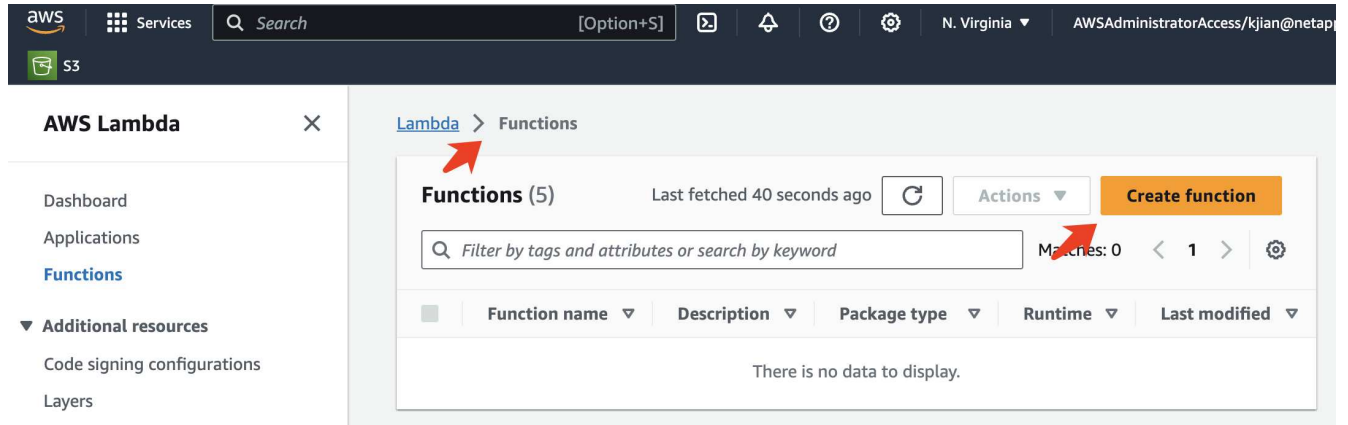 aws Services Search [Option+S] N. Virginia ▼ AWSAdministratorAccess/kjian@netapp
S3
AWS Lambda
Dashboard
Applications
Functions
▼ Additional resources
Code signing configurations
Layers
Lambda > Functions
Functions (5) Last fetched 40 seconds ago Actions ▼ Create function
Filter by tags and attributes or search by keyword Matches: 0 < 1 >
Function name ▽ Description ▽ Package type ▽ Runtime ▽ Last modified ▽
There is no data to display.